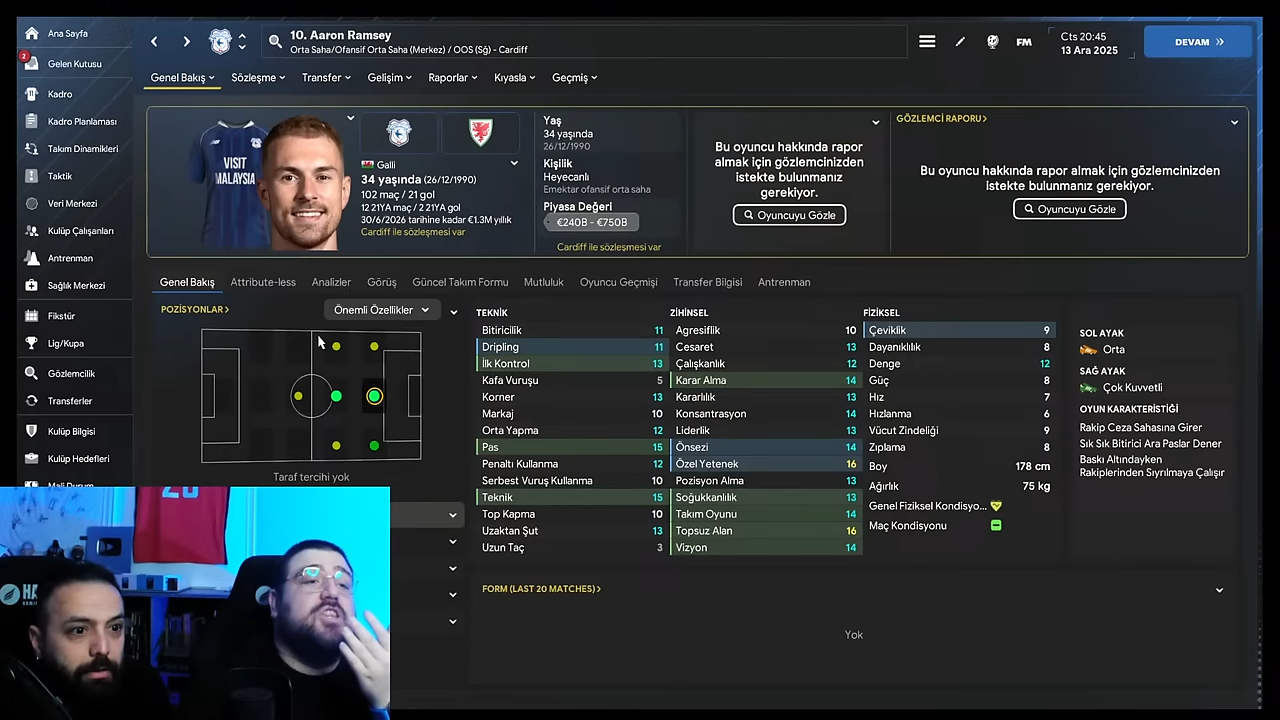 Ana Sayfa
2
Gelen Kutusu
Kadro
Kadro Planlaması
Takım Dinamikleri
Taktik
Veri Merkezi
Kulüp Çalışanları
Antrenman
Sağlık Merkezi
Fikstür
Lig/Kupa
Gözlemcilik
Transferler
Kulüp Bilgisi
Kulüp Hedefleri
10. Aaron Ramsey
Orta Saha/Ofansif Orta Saha (Merkez) / OOS (Sğ) - Cardiff
FM
Cts 20:45
13 Ara 2025
DEVAM
Genel Bakış
Sözleşme
Transfer
Gelişim
Raporlar
Kıyasla
Geçmiş
VISIT
MALAYSIA
Galli
34 yaşında (26/12/1990)
102 maç / 21 gol
12 21YA maç / 2 21YA gol
30/6/2026 tarihine kadar €1.3M yıllık
Cardiff ile sözleşmesi var
Yaş
34 yaşında
26/12/1990
Kişilik
Heyecanlı
Emektar ofansif orta saha
Piyasa Değeri
€240B - €750B
Cardiff ile sözleşmesi var
Bu oyuncu hakkında rapor
almak için gözlemcinizden
istekte bulunmanız
gerekiyor.
Oyuncuyu Gözle
GÖZLEMCİ RAPORU
Bu oyuncu hakkında rapor almak için gözlemcinizden
istekte bulunmanız gerekiyor.
Oyuncuyu Gözle
Genel Bakış
Attribute-less
Analizler
Görüş
Güncel Takım Formu
Mutluluk
Oyuncu Geçmişi
Transfer Bilgisi
Antrenman
POZİSYONLAR
Önemli Özellikler
Taraf tercihi yok
TEKNİK
Bitiricilik 11
Dripling 11
İlk Kontrol 13
Kafa Vuruşu 5
Korner 13
Markaj 10
Orta Yapma 12
Pas 15
Penaltı Kullanma 12
Serbest Vuruş Kullanma 10
Teknik 15
Top Kapma 10
Uzaktan Şut 13
Uzun Taç 3
ZİHİNSEL
Agresiflik 10
Cesaret 13
Çalışkanlık 12
Karar Alma 14
Kararlılık 13
Konsantrasyon 14
Liderlik 13
Önsezi 14
Özel Yetenek 16
Pozisyon Alma 13
Soğukkanlılık 13
Takım Oyunu 14
Topsuz Alan 16
Vizyon 14
FİZİKSEL
Çeviklik 9
Dayanıklılık 8
Denge 12
Güç 8
Hız 7
Hızlanma 6
Vücut Zindeliği 9
Zıplama 8
Boy 178 cm
Ağırlık 75 kg
Genel Fiziksel Kondisyo...
Maç Kondisyonu
SOL AYAK
Orta
SAĞ AYAK
Çok Kuvvetli
OYUN KARAKTERİSTİĞİ
Rakip Ceza Sahasına Girer
Sık Sık Bitirici Ara Paslar Dener
Baskı Altındayken
Rakiplerinden Sıyrılmaya Çalışır
FORM (LAST 20 MATCHES)
Yok